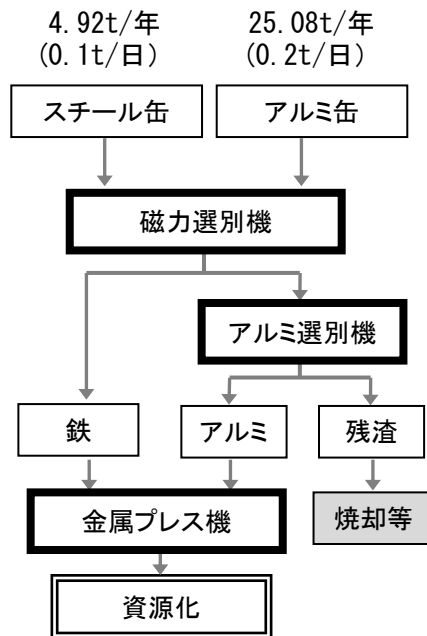 4.92t/年 25.08t/年
(0.1t/日) (0.2t/日)
スチール缶 アルミ缶
磁力選別機
アルミ選別機
鉄 アルミ 残渣
金属プレス機 焼却等
資源化